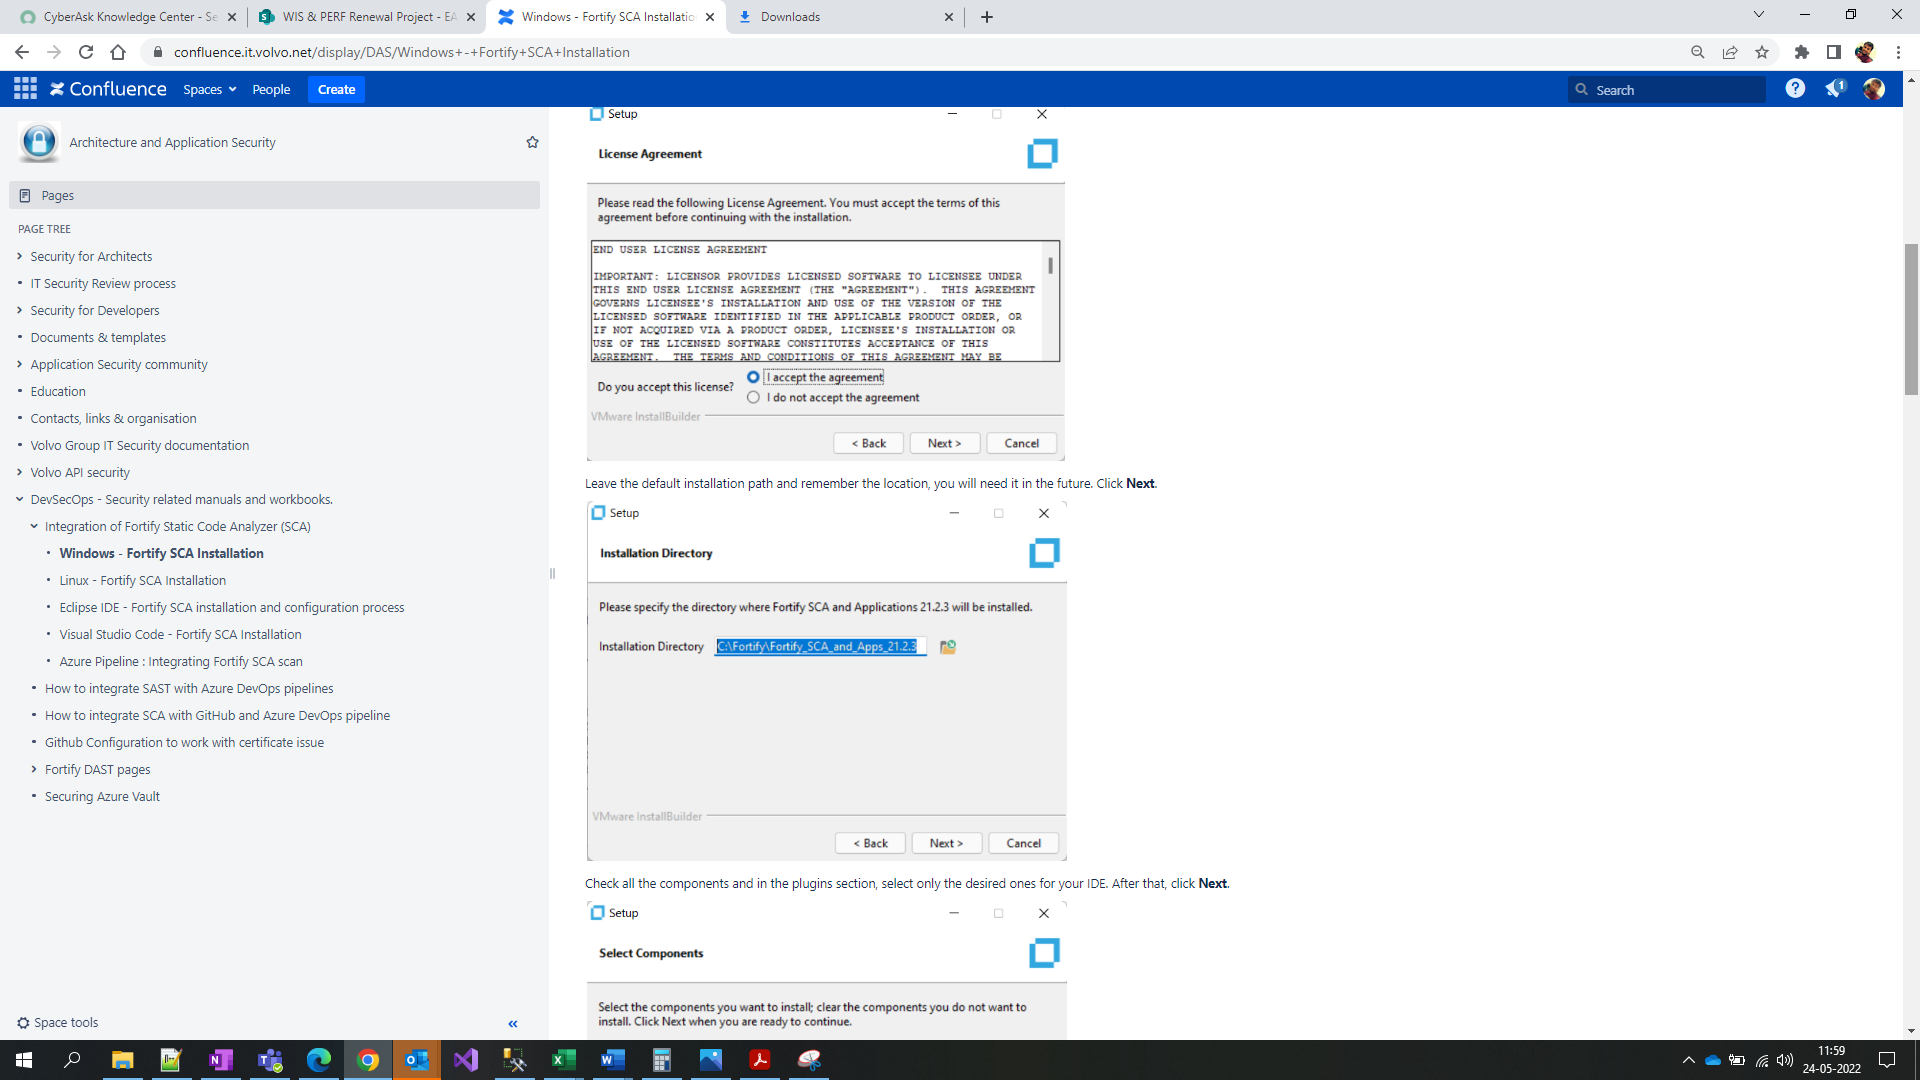 CyberAsk Knowledge Center - Se
WIS & PERF Renewal Project - EA
Windows - Fortify SCA Installatio
Downloads
confluence.it.volvo.net/display/DAS/Windows+-+Fortify+SCA+Installation
Confluence
Spaces
People
Create
Search
1
Architecture and Application Security
Pages
PAGE TREE
Security for Architects
IT Security Review process
Security for Developers
Documents & templates
Application Security community
Education
Contacts, links & organisation
Volvo Group IT Security documentation
Volvo API security
DevSecOps - Security related manuals and workbooks.
Integration of Fortify Static Code Analyzer (SCA)
Windows - Fortify SCA Installation
Linux - Fortify SCA Installation
Eclipse IDE - Fortify SCA installation and configuration process
Visual Studio Code - Fortify SCA Installation
Azure Pipeline : Integrating Fortify SCA scan
How to integrate SAST with Azure DevOps pipelines
How to integrate SCA with GitHub and Azure DevOps pipeline
Github Configuration to work with certificate issue
Fortify DAST pages
Securing Azure Vault
Space tools
Setup
License Agreement
Please read the following License Agreement. You must accept the terms of this
agreement before continuing with the installation.
END USER LICENSE AGREEMENT
IMPORTANT: LICENSOR PROVIDES LICENSED SOFTWARE TO LICENSEE UNDER
THIS END USER LICENSE AGREEMENT (THE "AGREEMENT"). THIS AGREEMENT
GOVERNS LICENSEE'S INSTALLATION AND USE OF THE VERSION OF THE
LICENSED SOFTWARE IDENTIFIED IN THE APPLICABLE PRODUCT ORDER, OR
IF NOT ACQUIRED VIA A PRODUCT ORDER, LICENSEE'S INSTALLATION OR
USE OF THE LICENSED SOFTWARE CONSTITUTES ACCEPTANCE OF THIS
AGREEMENT. THE TERMS AND CONDITIONS OF THIS AGREEMENT MAY BE
Do you accept this license?
I accept the agreement
I do not accept the agreement
VMware InstallBuilder
< Back
Next >
Cancel
Leave the default installation path and remember the location, you will need it in the future. Click Next.
Setup
Installation Directory
Please specify the directory where Fortify SCA and Applications 21.2.3 will be installed.
Installation Directory
C:\Fortify\Fortify_SCA_and_Apps_21.2.3
VMware InstallBuilder
< Back
Next >
Cancel
Check all the components and in the plugins section, select only the desired ones for your IDE. After that, click Next.
Setup
Select Components
Select the components you want to install; clear the components you do not want to
install. Click Next when you are ready to continue.
11:59
24-05-2022